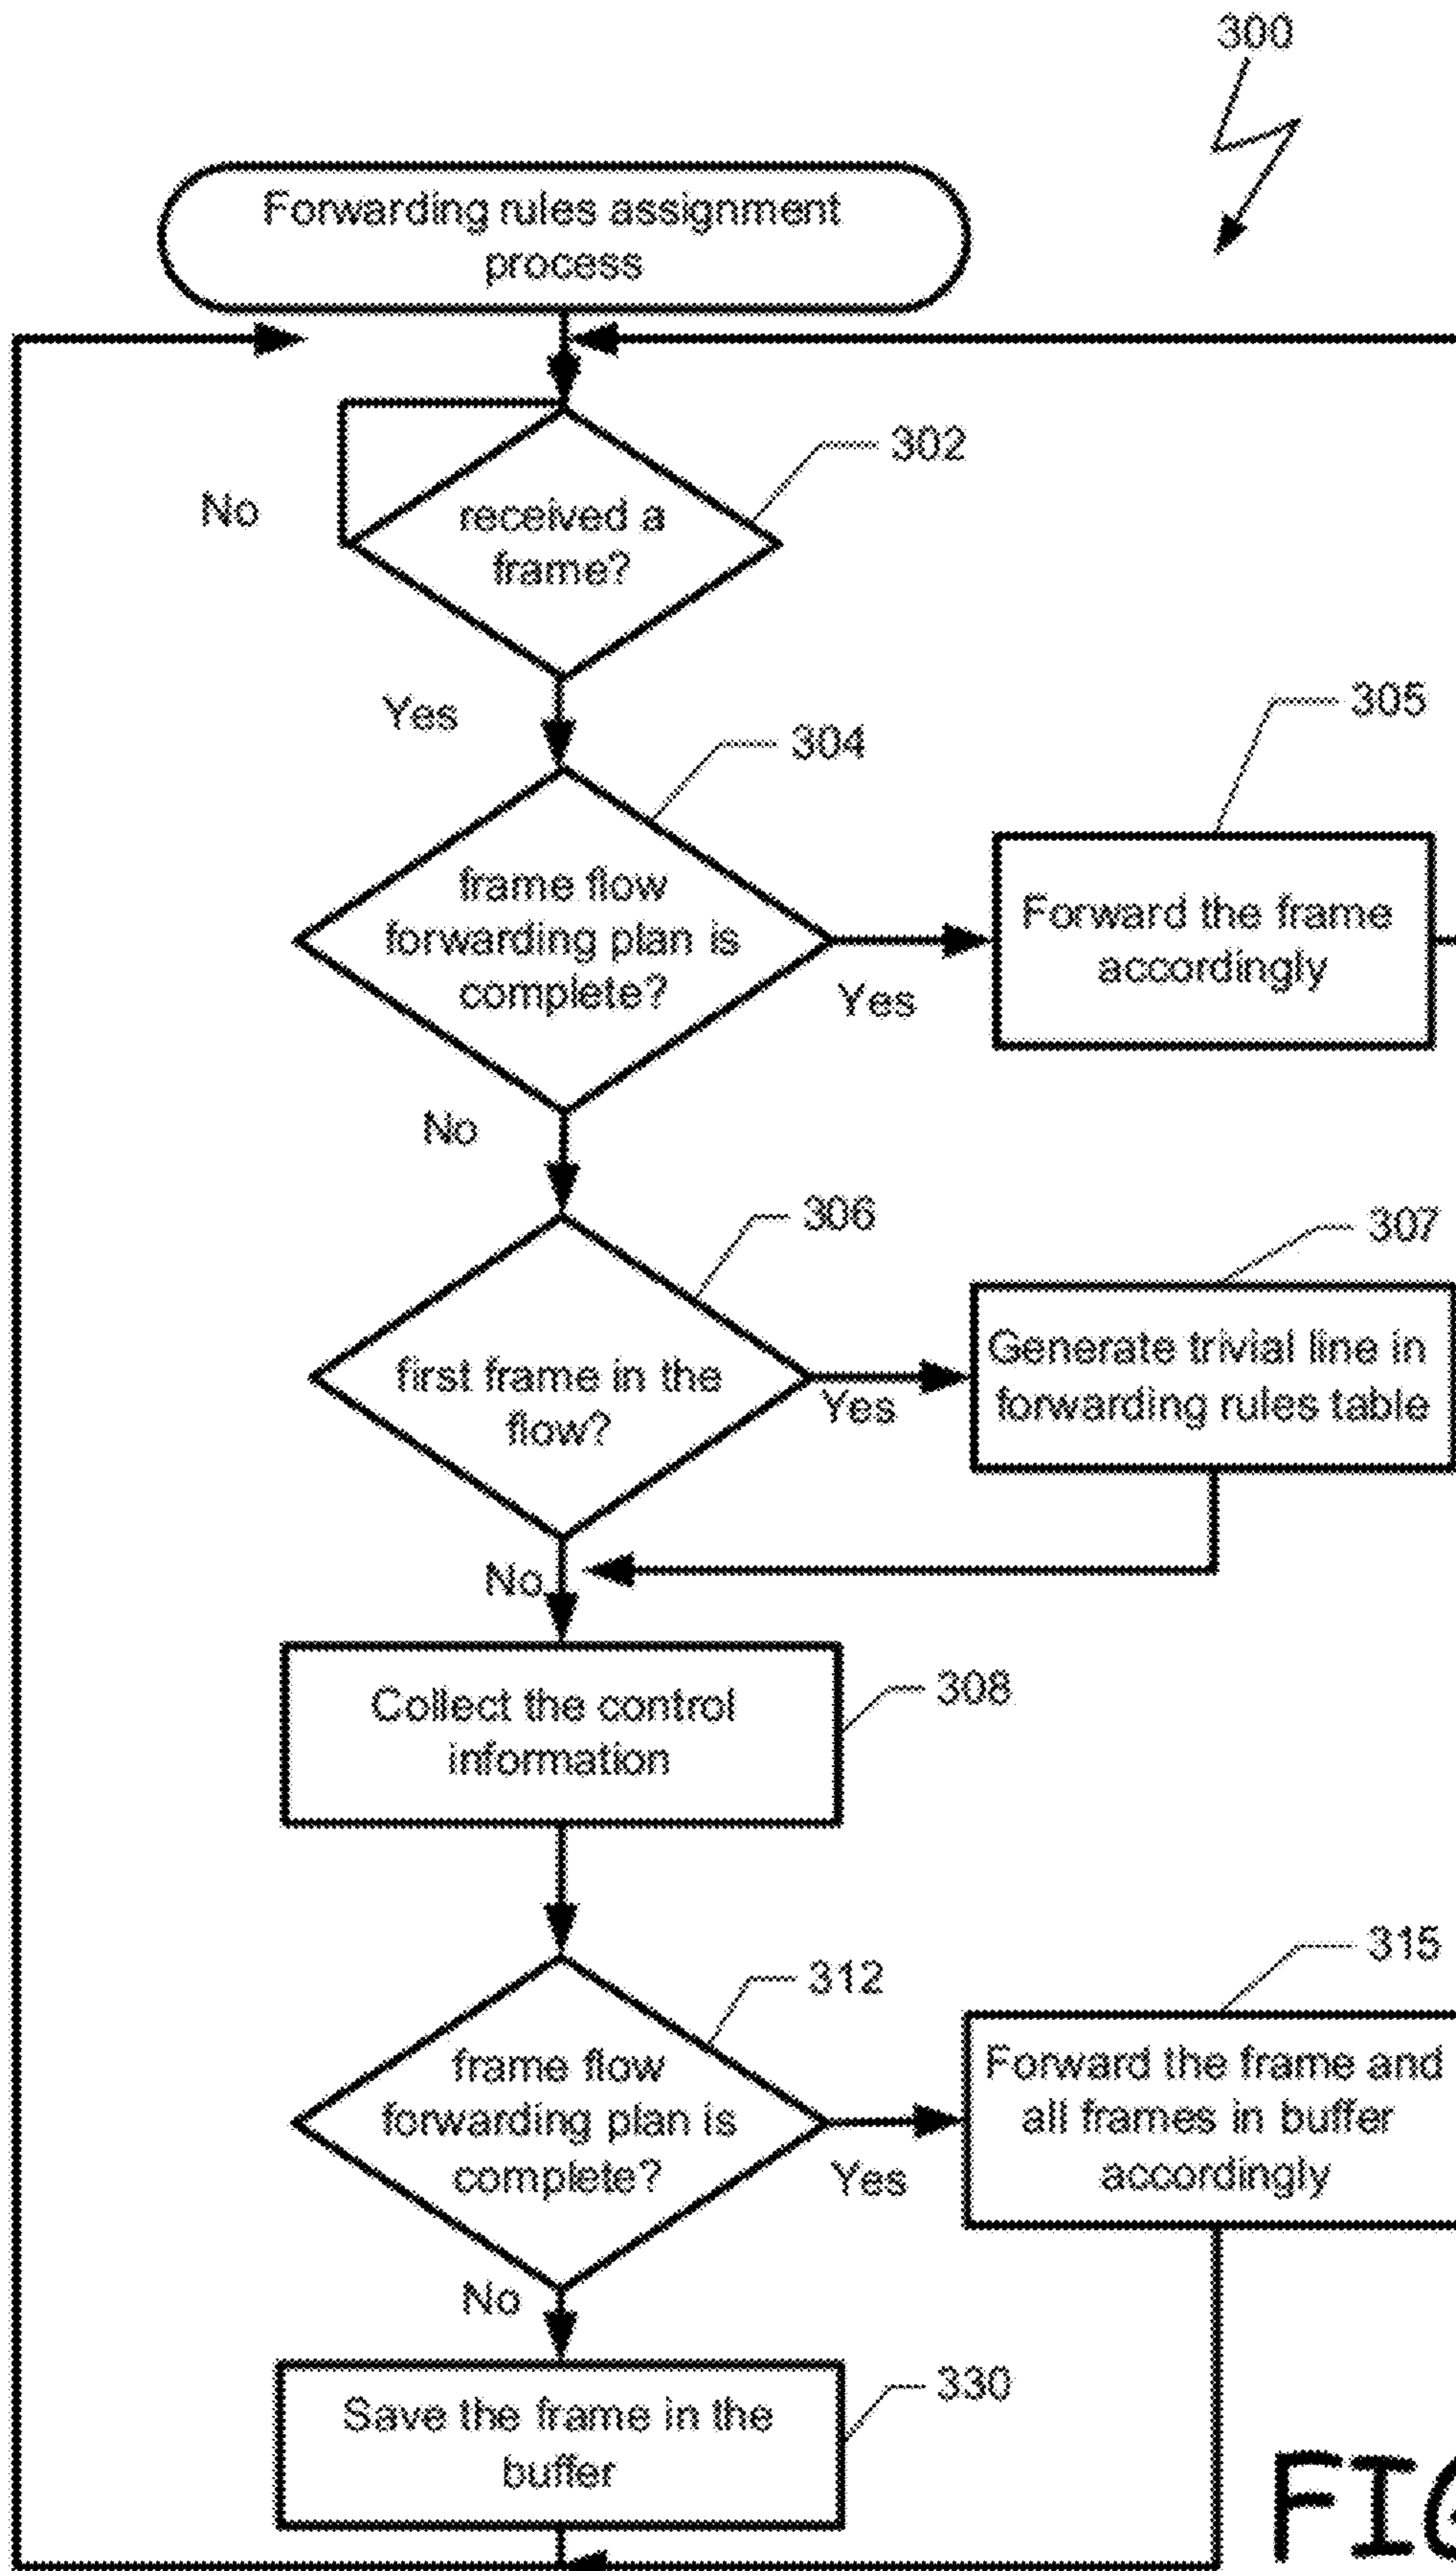 300
Forwarding rules assignment
process
302
No
received a
frame?
Yes
304
305
frame flow
forwarding plan is
complete?
Yes
Forward the frame
accordingly
No
306
307
first frame in the
flow?
Yes
Generate trivial line in
forwarding rules table
No
Collect the control
information
308
312
315
frame flow
forwarding plan is
complete?
Yes
Forward the frame and
all frames in buffer
accordingly
No
330
Save the frame in the
buffer
FIG